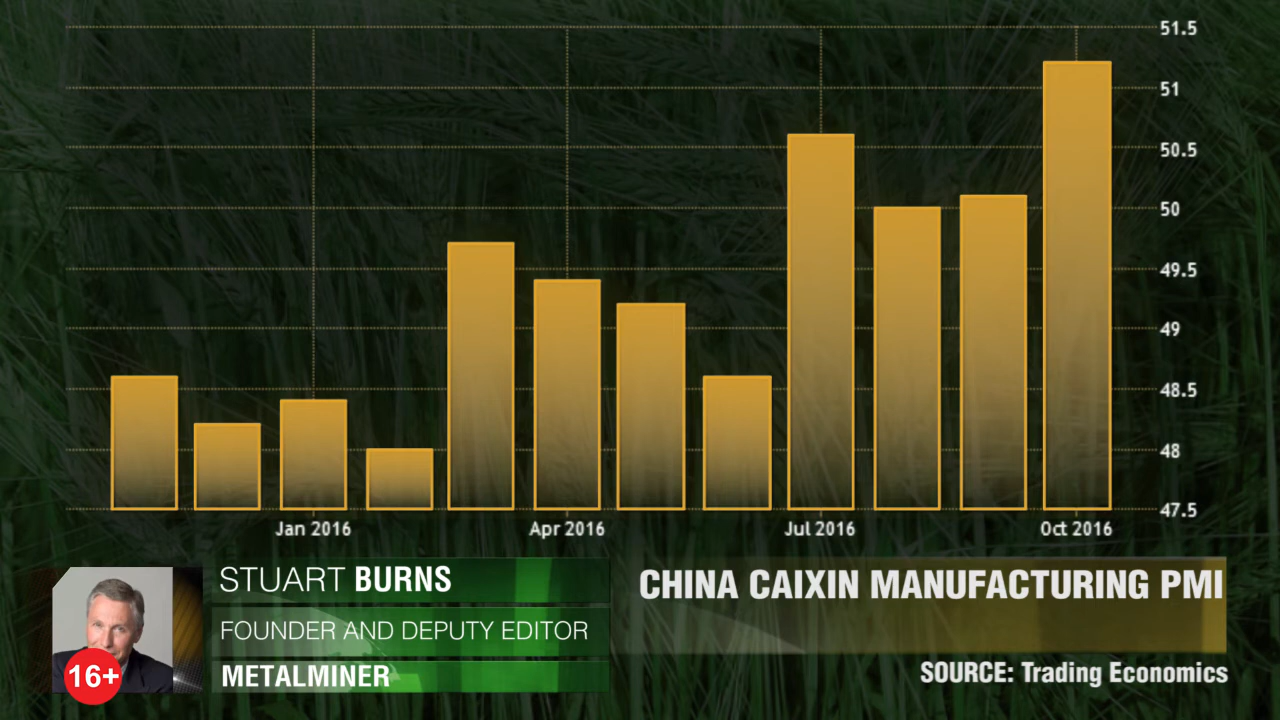 51.5
51
50.5
50
49.5
49
48.5
48
47.5
Jan 2016 Apr 2016 Jul 2016 Oct 2016
STUART BURNS
FOUNDER AND DEPUTY EDITOR
METALMINER
16+
CHINA CAIXIN MANUFACTURING PMI
SOURCE: Trading Economics